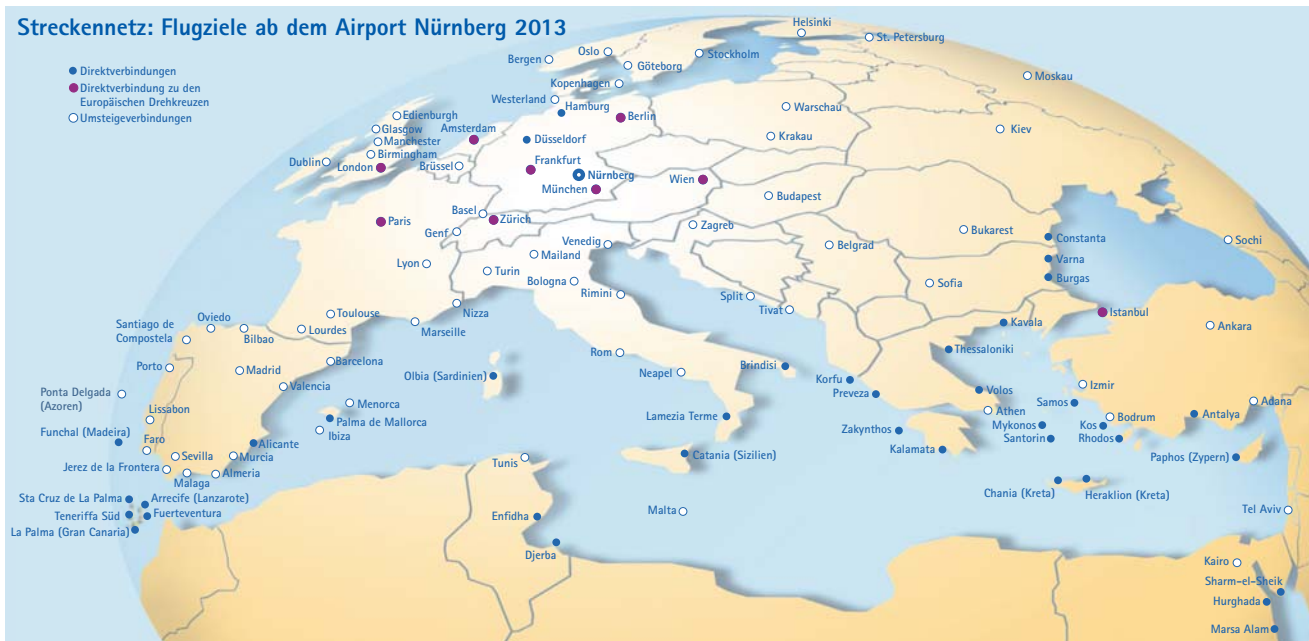 Streckennetz: Flugziele ab dem Airport Nürnberg 2013
Direktverbindungen
Direktverbindung zu den
Europäischen Drehkreuzen
Umsteigeverbindungen
Helsinki
St. Petersburg
Oslo
Stockholm
Bergen
Göteborg
Moskau
Kopenhagen
Westerland
Hamburg
Warschau
Berlin
Edienburgh
Glasgow
Amsterdam
Kiev
Manchester
Düsseldorf
Krakau
Birmingham
Dublin
London
Brüssel
Frankfurt
Nürnberg
Wien
München
Budapest
Basel
Paris
Zürich
Zagreb
Genf
Bukarest
Constanta
Sochi
Venedig
Belgrad
Mailand
Varna
Lyon
Turin
Bologna
Burgas
Sofia
Rimini
Split
Nizza
Tivat
Toulouse
Istanbul
Oviedo
Santiago de
Compostela
Bilbao
Lourdes
Marseille
Kavala
Ankara
Thessaloniki
Rom
Barcelona
Porto
Madrid
Olbia (Sardinien)
Neapel
Brindisi
Korfu
Preveza
Volos
Izmir
Valencia
Ponta Delgada
(Azoren)
Menorca
Samos
Adana
Lissabon
Palma de Mallorca
Lamezia Terme
Athen
Bodrum
Antalya
Funchal (Madeira)
Ibiza
Zakynthos
Mykonos
Kos
Faro
Alicante
Santorin
Rhodos
Sevilla
Murcia
Catania (Sizilien)
Kalamata
Paphos (Zypern)
Jerez de la Frontera
Malaga
Almeria
Tunis
Sta Cruz de La Palma
Arrecife (Lanzarote)
Chania (Kreta)
Heraklion (Kreta)
Teneriffa Süd
Fuerteventura
Enfidha
Malta
Tel Aviv
La Palma (Gran Canaria)
Djerba
Kairo
Sharm-el-Sheik
Hurghada
Marsa Alam